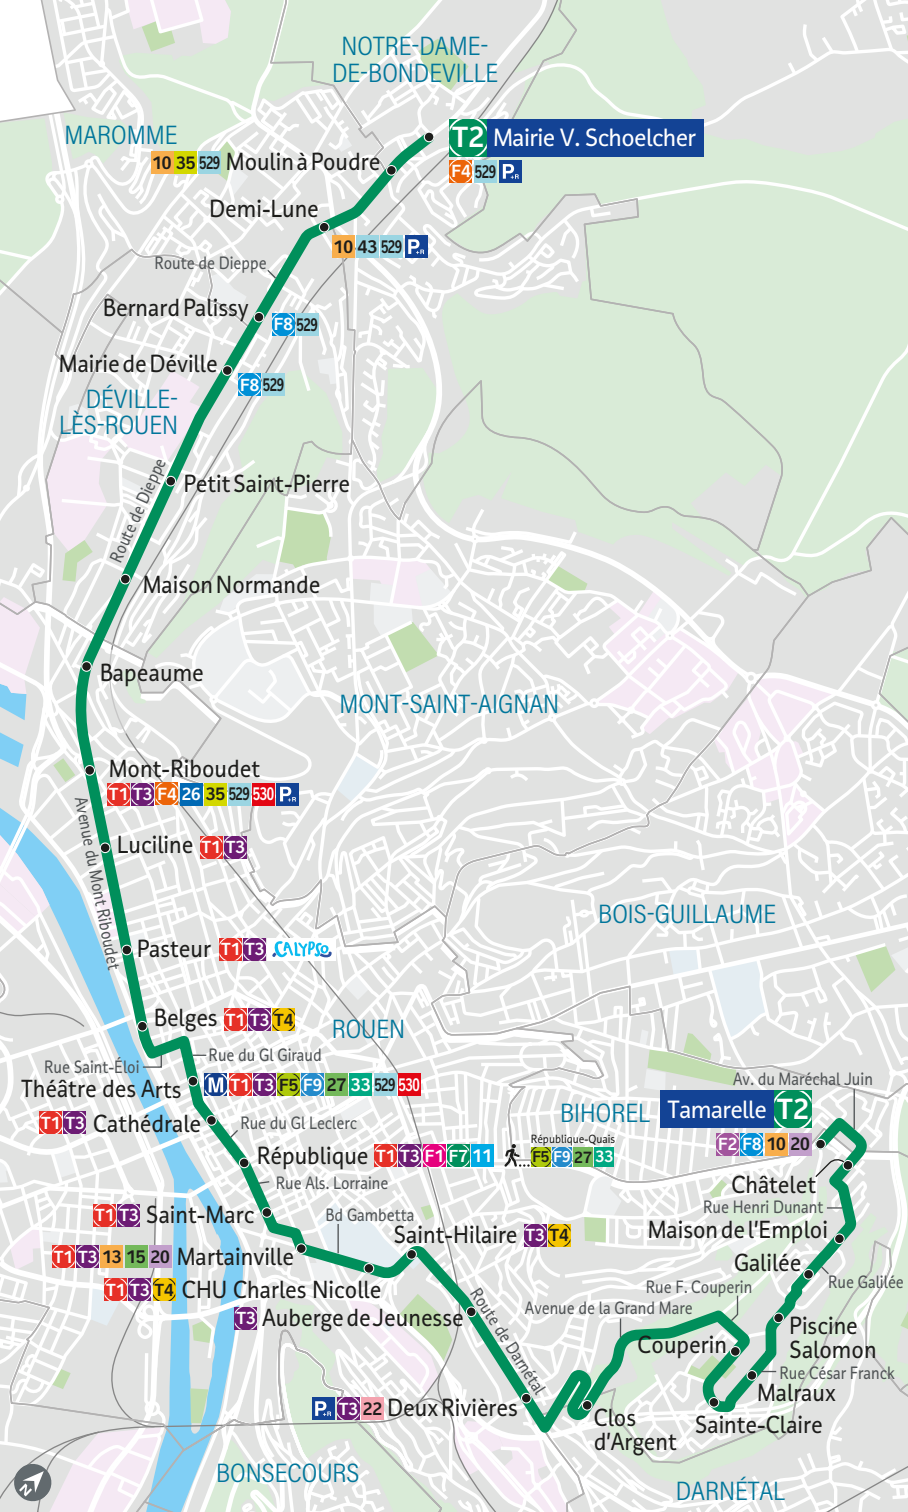 NOTRE-DAME-
DE-BONDEVILLE
MAROMME
T2 Mairie V. Schoelcher
F4 529 P+R
10 35 529 Moulin à Poudre
Demi-Lune
10 43 529 P+R
Route de Dieppe
Bernard Palissy
F8 529
Mairie de Déville
F8 529
DÉVILLE-
LÈS-ROUEN
Route de Dieppe
Petit Saint-Pierre
Maison Normande
Bapeaume
MONT-SAINT-AIGNAN
Mont-Riboudet
T1 T3 F4 26 35 529 530 P+R
Avenue du Mont Riboudet
Luciline T1 T3
BOIS-GUILLAUME
Pasteur T1 T3 CALYPSO
Belges T1 T3 T4
ROUEN
Rue Saint-Éloi
Rue du Gl Giraud
Théâtre des Arts M T1 T3 F5 F9 27 33 529 530
T1 T3 Cathédrale
Rue du Gl Leclerc
République T1 T3 F1 F7 11
République-Quais
F5 F9 27 33
Rue Als. Lorraine
T1 T3 Saint-Marc
Bd Gambetta
Saint-Hilaire T3 T4
T1 T3 13 15 20 Martainville
T1 T3 T4 CHU Charles Nicolle
T3 Auberge de Jeunesse
Route de Darnétal
P+R T3 22 Deux Rivières
Clos
d'Argent
Avenue de la Grand Mare
Rue F. Couperin
Couperin
Sainte-Claire
Malraux
Rue César Franck
Piscine
Salomon
Rue Galilée
Galilée
Maison de l'Emploi
Rue Henri Dunant
Châtelet
F2 F8 10 20
BIHOREL
Tamarelle T2
Av. du Maréchal Juin
BONSECOURS
DARNÉTAL
N